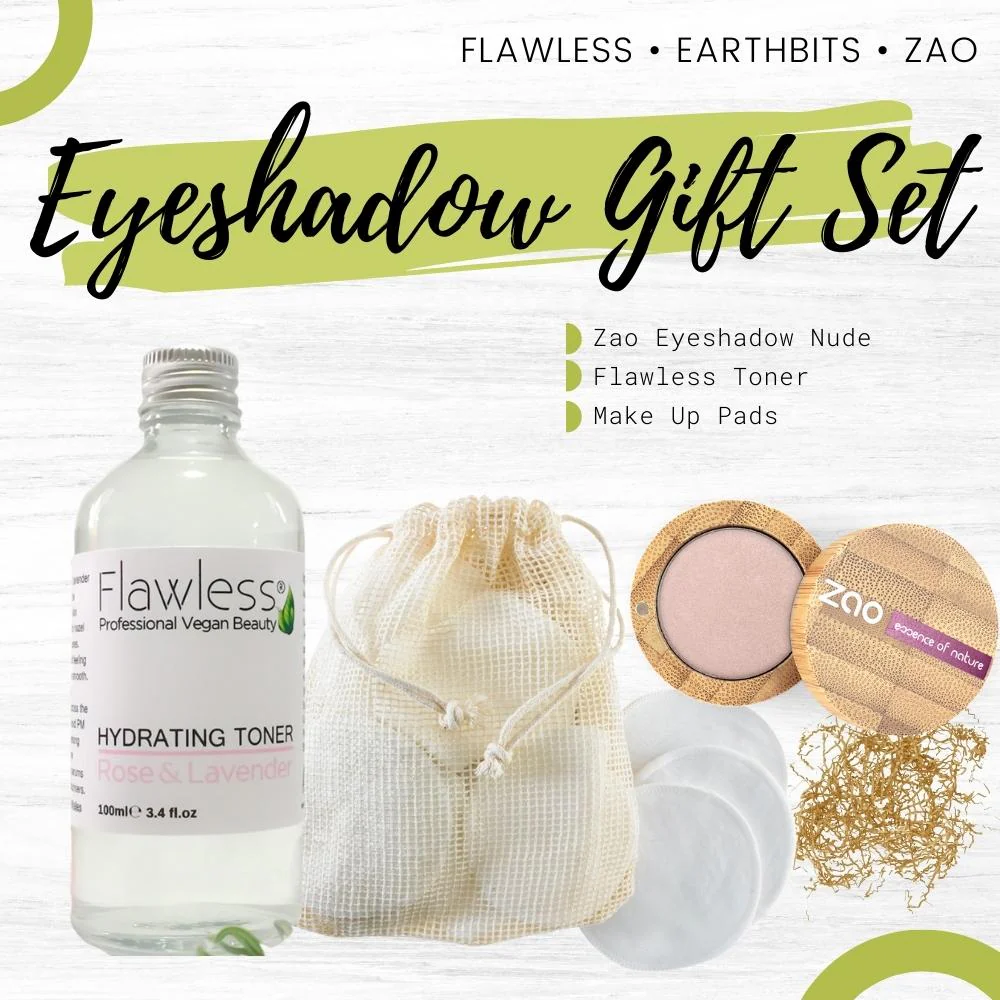 FLAWLESS • EARTHBITS • ZAO
Eyeshadow Gift Set
Zao Eyeshadow Nude
Flawless Toner
Make Up Pads
Flawless®
Professional Vegan Beauty
HYDRATING TONER
Rose & Lavender
100ml℮ 3.4 fl.oz
zao
essence of nature